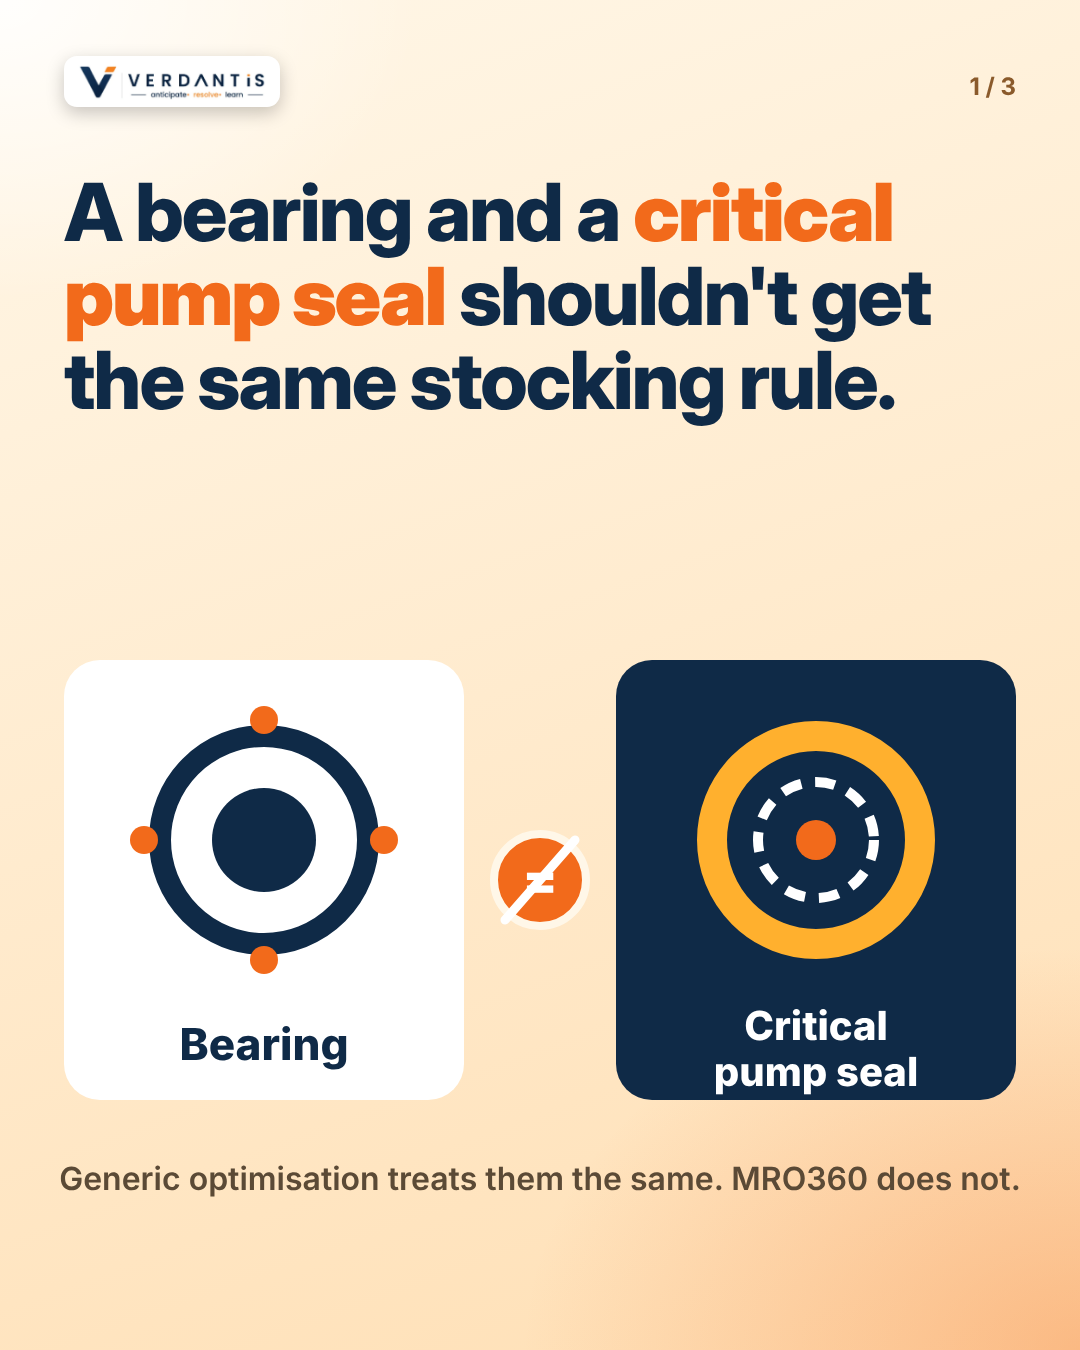 VERDANTIS
anticipate • resolve • learn
1 / 3
A bearing and a critical
pump seal shouldn't get
the same stocking rule.
=
Bearing
Critical
pump seal
Generic optimisation treats them the same. MRO360 does not.